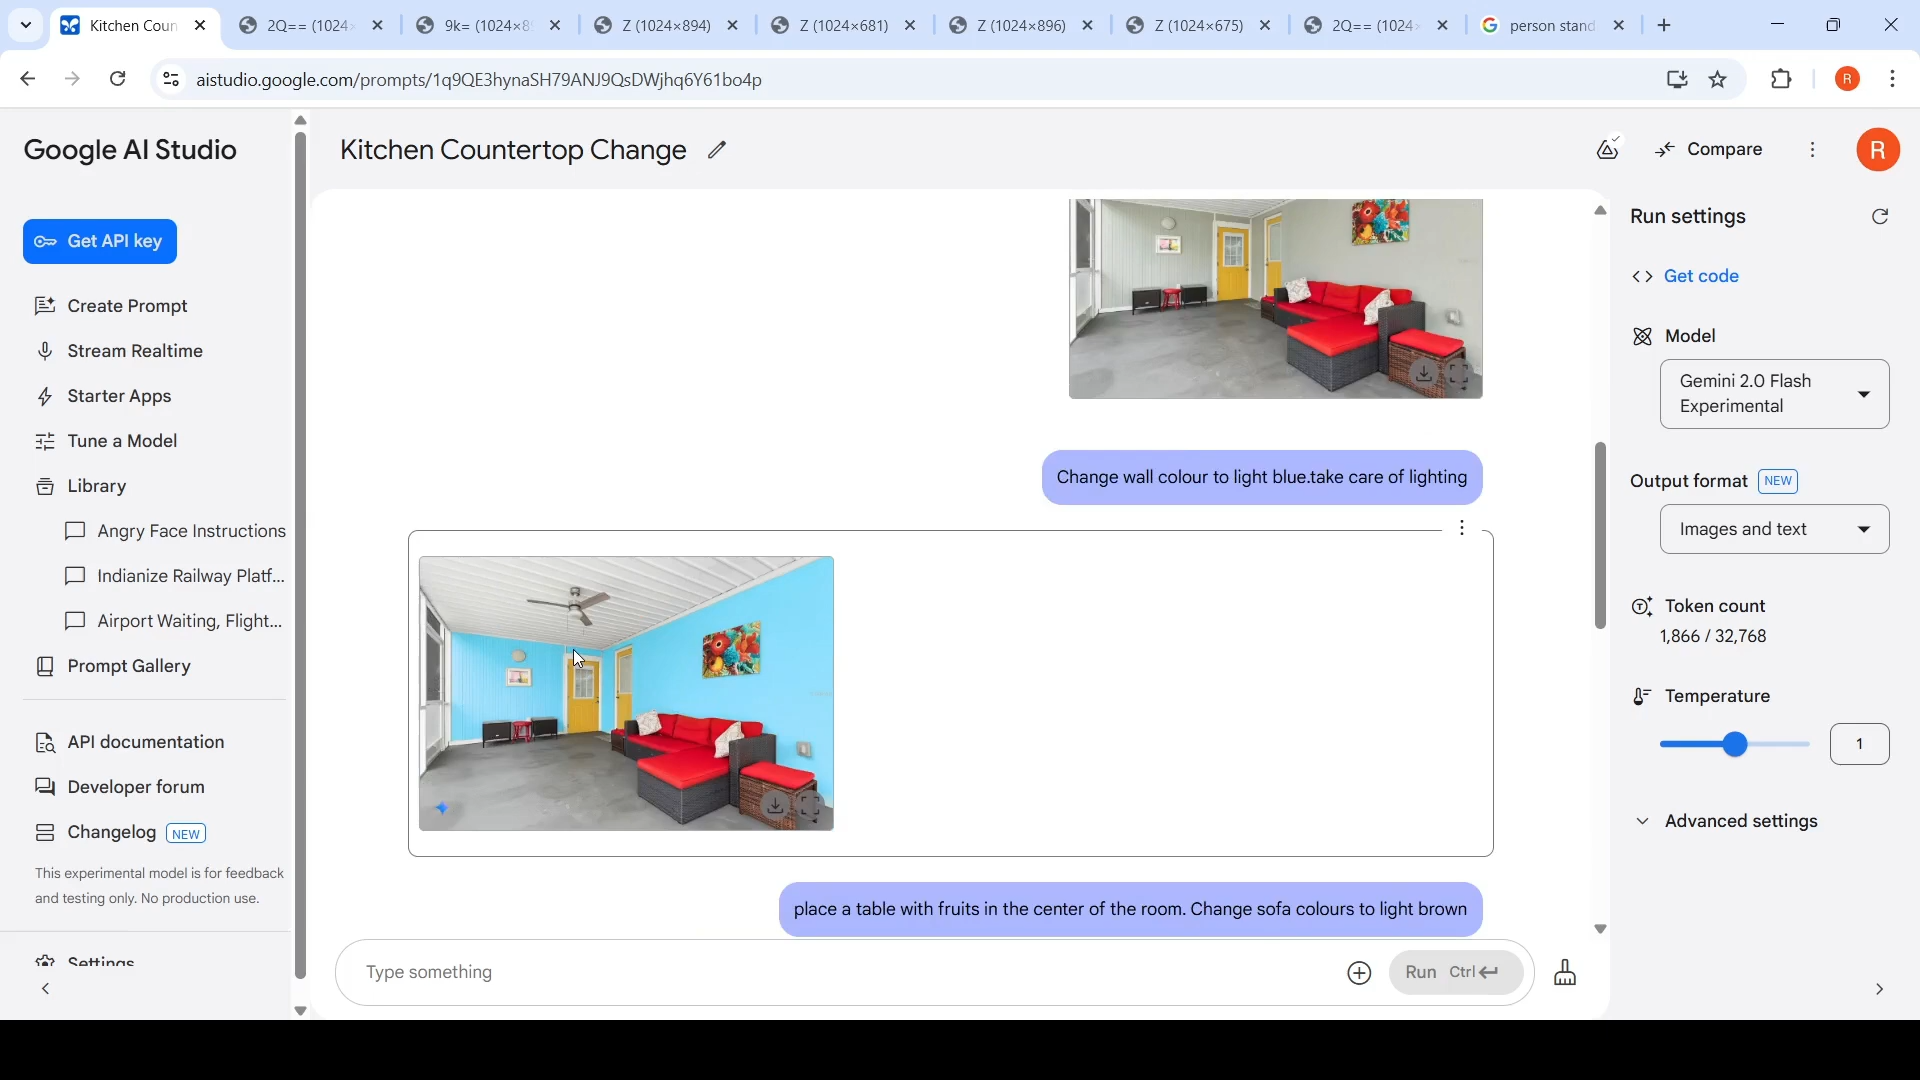 Kitchen Coun
2Q== (1024×
9k= (1024×8
Z (1024×894)
Z (1024×681)
Z (1024×896)
Z (1024×675)
2Q== (1024×
person stand
aistudio.google.com/prompts/1q9QE3hynaSH79ANJ9QsDWjhq6Y61bo4p
R
Google AI Studio
Kitchen Countertop Change
Compare
R
Get API key
Create Prompt
Stream Realtime
Starter Apps
Tune a Model
Library
Angry Face Instructions
Indianize Railway Platf...
Airport Waiting, Flight...
Prompt Gallery
API documentation
Developer forum
Changelog NEW
This experimental model is for feedback
and testing only. No production use.
Settings
Change wall colour to light blue.take care of lighting
place a table with fruits in the center of the room. Change sofa colours to light brown
Type something
Run Ctrl
Run settings
Get code
Model
Gemini 2.0 Flash
Experimental
Output format NEW
Images and text
Token count
1,866 / 32,768
Temperature
1
Advanced settings